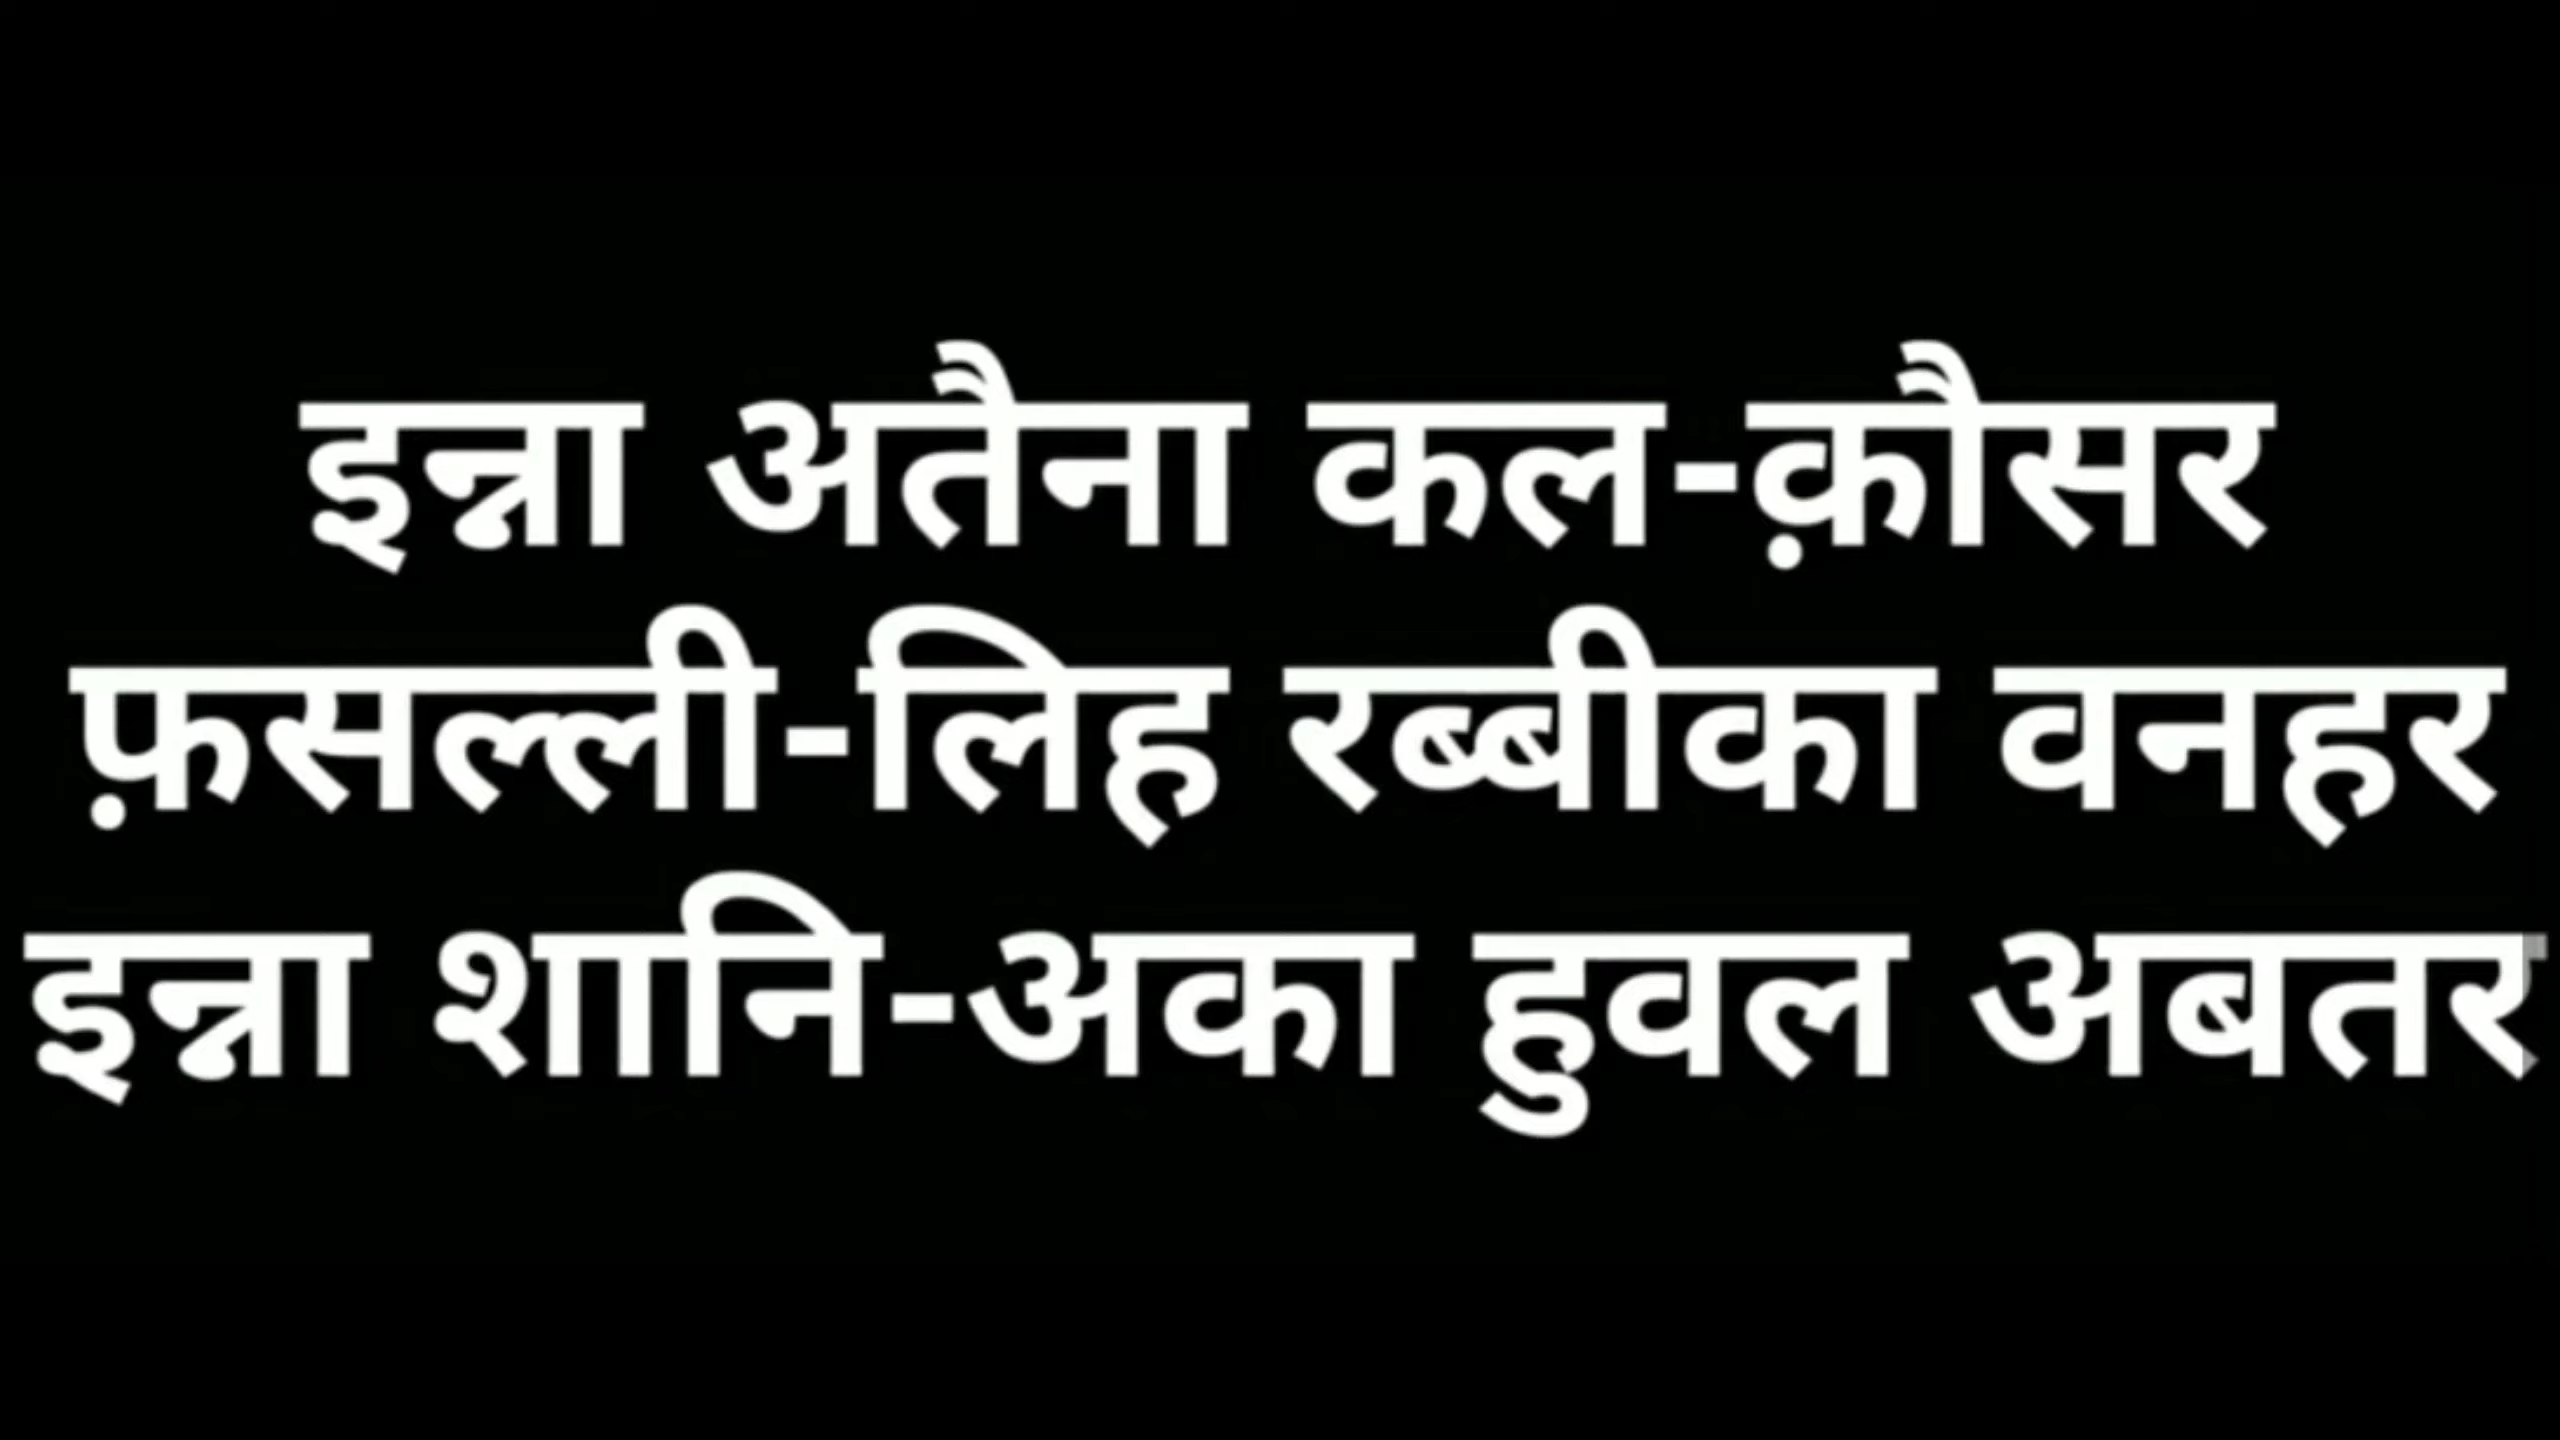 इन्ना अतैना कल-क़ौसर
फ़सल्ली-लिह रब्बीका वनहर
इन्ना शानि-अका हुवल अबतर